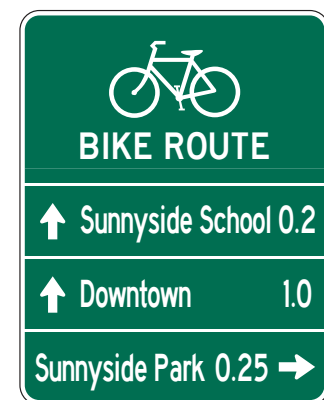 BIKE ROUTE
Sunnyside School 0.2
Downtown 1.0
Sunnyside Park 0.25